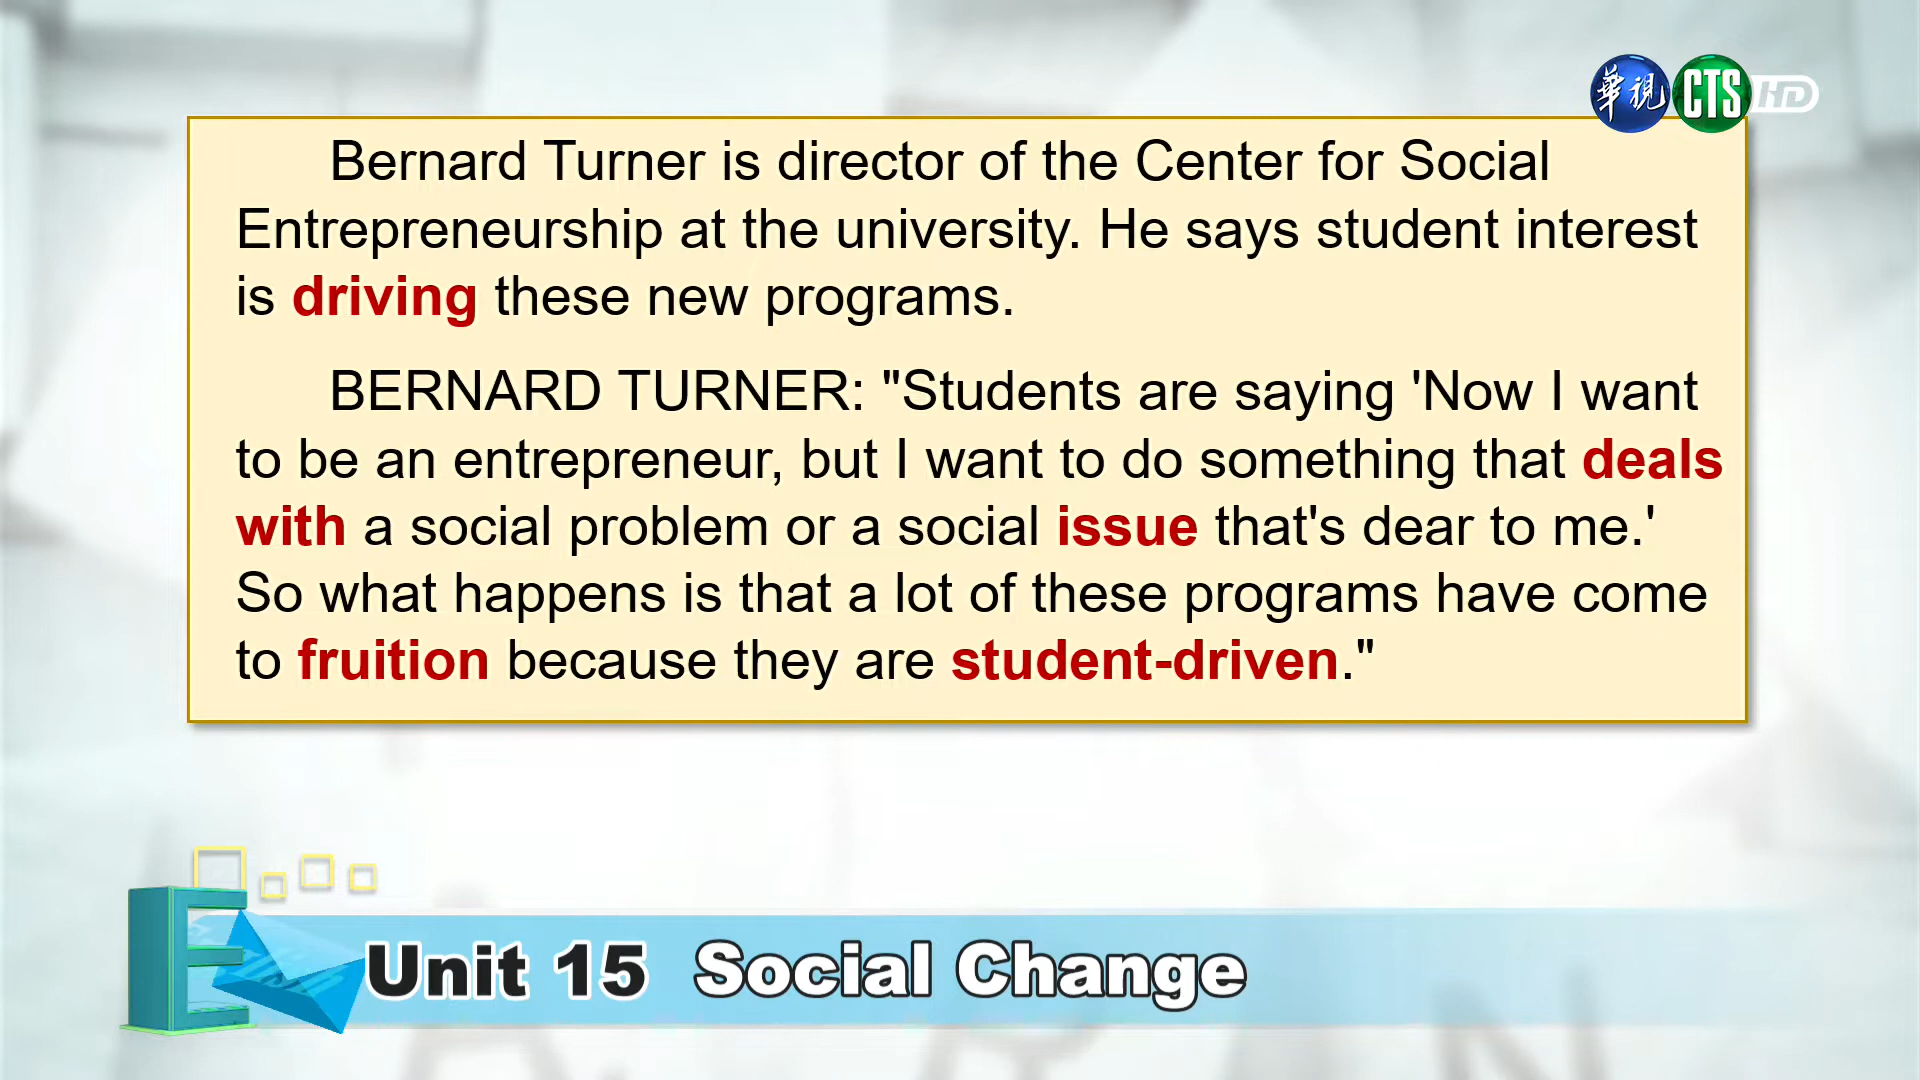 華視 CTS HD
Bernard Turner is director of the Center for Social
Entrepreneurship at the university. He says student interest
is driving these new programs.
BERNARD TURNER: "Students are saying 'Now I want
to be an entrepreneur, but I want to do something that deals
with a social problem or a social issue that's dear to me.'
So what happens is that a lot of these programs have come
to fruition because they are student-driven."
E
Unit 15 Social Change